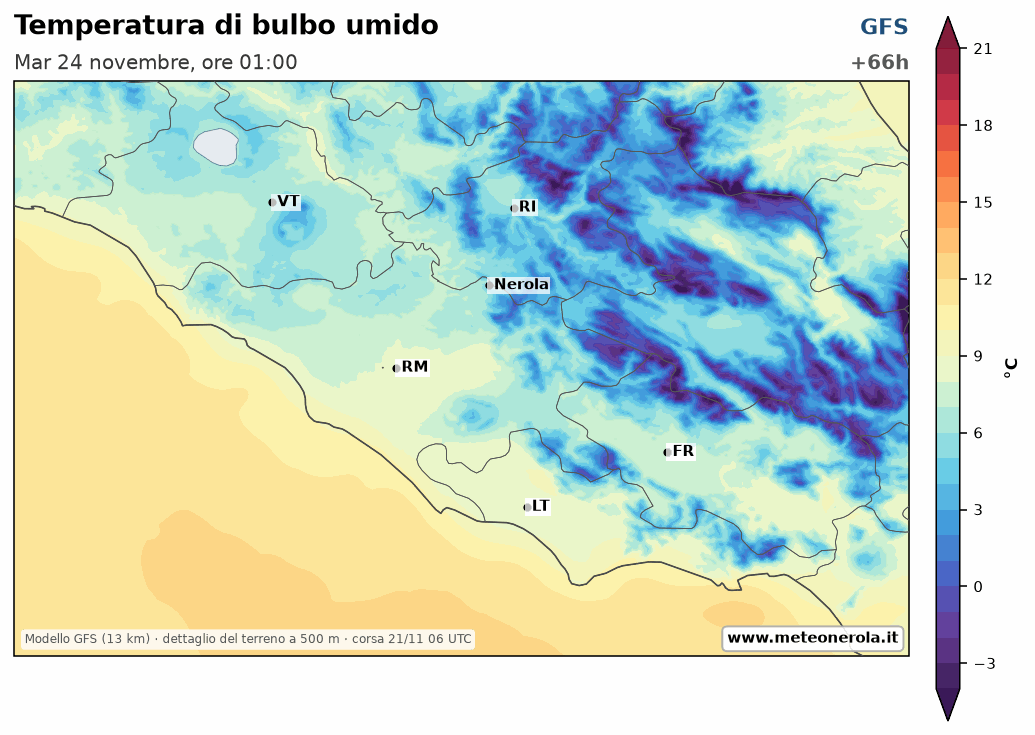 Temperatura di bulbo umido
GFS
Mar 24 novembre, ore 01:00
+66h
21
18
15
12
9
6
3
0
−3
°C
VT
RI
Nerola
RM
FR
LT
Modello GFS (13 km) · dettaglio del terreno a 500 m · corsa 21/11 06 UTC
www.meteonerola.it